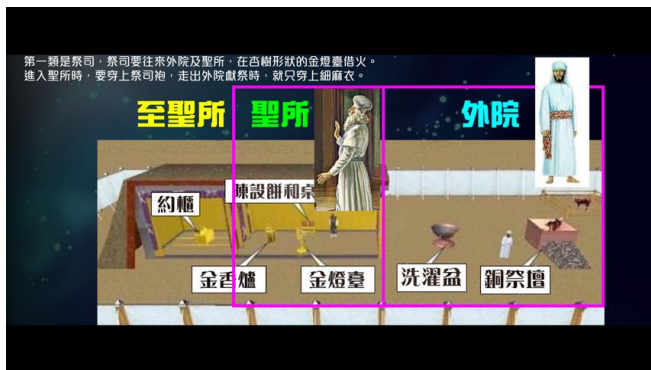 第一類是祭司，祭司要往來外院及聖所，在杏樹形狀的金燈臺借火。
進入聖所時，要穿上祭司袍，走出外院獻祭時，就只穿上細麻衣。
至聖所 聖所 外院
陳設餅和桌
約櫃
金香爐 金燈臺 洗濯盆 銅祭壇